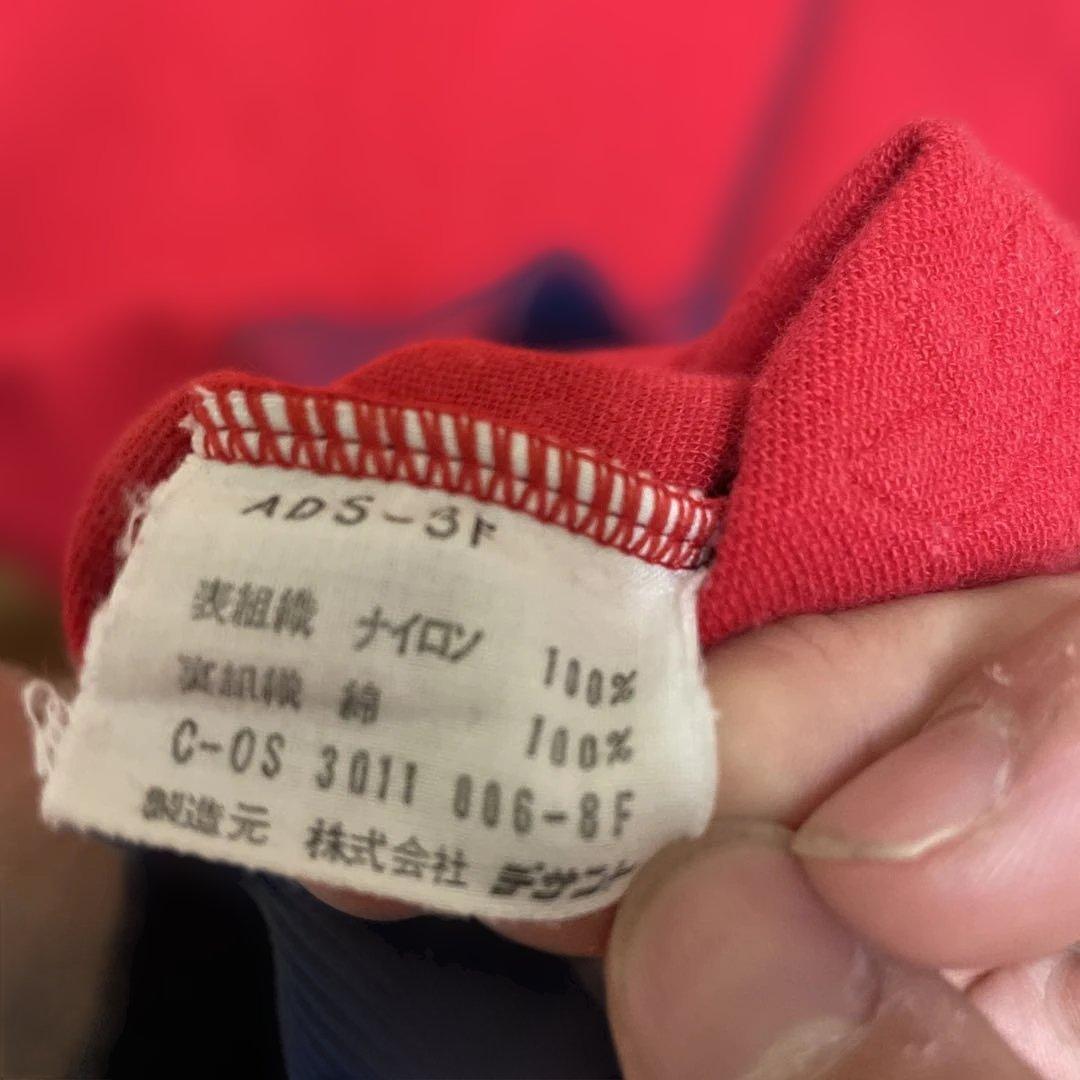 ADS-3F
表組織 ナイロン 100%
裏組織 綿 100%
C-OS 3011 006-8F
製造元 株式会社 デサント